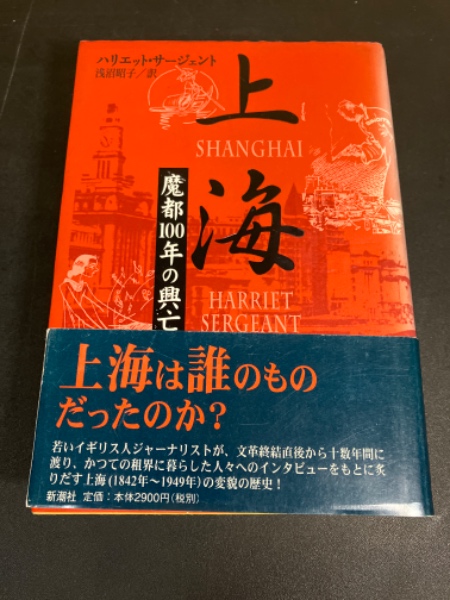 ハリエット・サージェント
浅沼昭子／訳
上海
SHANGHAI
魔都100年の興亡
HARRIET
SERGEANT
上海は誰のもの
だったのか？
若いイギリス人ジャーナリストが、文革終結直後から十数年間に
渡り、かつての租界に暮らした人々へのインタビューをもとに炙
りだす上海(1842年〜1949年)の変貌の歴史！
新潮社 定価：本体2900円(税別)